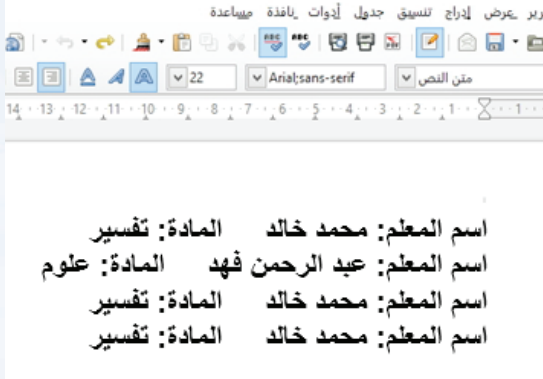 عرض إدراج تنسيق جدول أدوات نافذة مساعدة
متن النص Arial;sans-serif 22
1 1 2 3 4 5 6 7 8 9 10 11 12 13 14
اسم المعلم: محمد خالد المادة: تفسير
اسم المعلم: عبد الرحمن فهد المادة: علوم
اسم المعلم: محمد خالد المادة: تفسير
اسم المعلم: محمد خالد المادة: تفسير